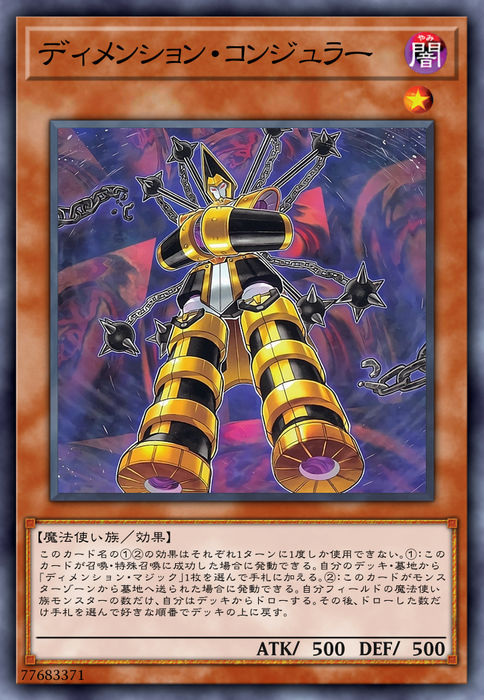 ディメンション・コンジュラー
やみ
闇
【魔法使い族／効果】
このカード名の①②の効果はそれぞれ1ターンに1度しか使用できない。①：この
カードが召喚・特殊召喚に成功した場合に発動できる。自分のデッキ・墓地から
「ディメンション・マジック」1枚を選んで手札に加える。②：このカードがモンス
ターゾーンから墓地へ送られた場合に発動できる。自分フィールドの魔法使い
族モンスターの数だけ、自分はデッキからドローする。その後、ドローした数だ
け手札を選んで好きな順番でデッキの上に戻す。
ATK/ 500 DEF/ 500
77683371